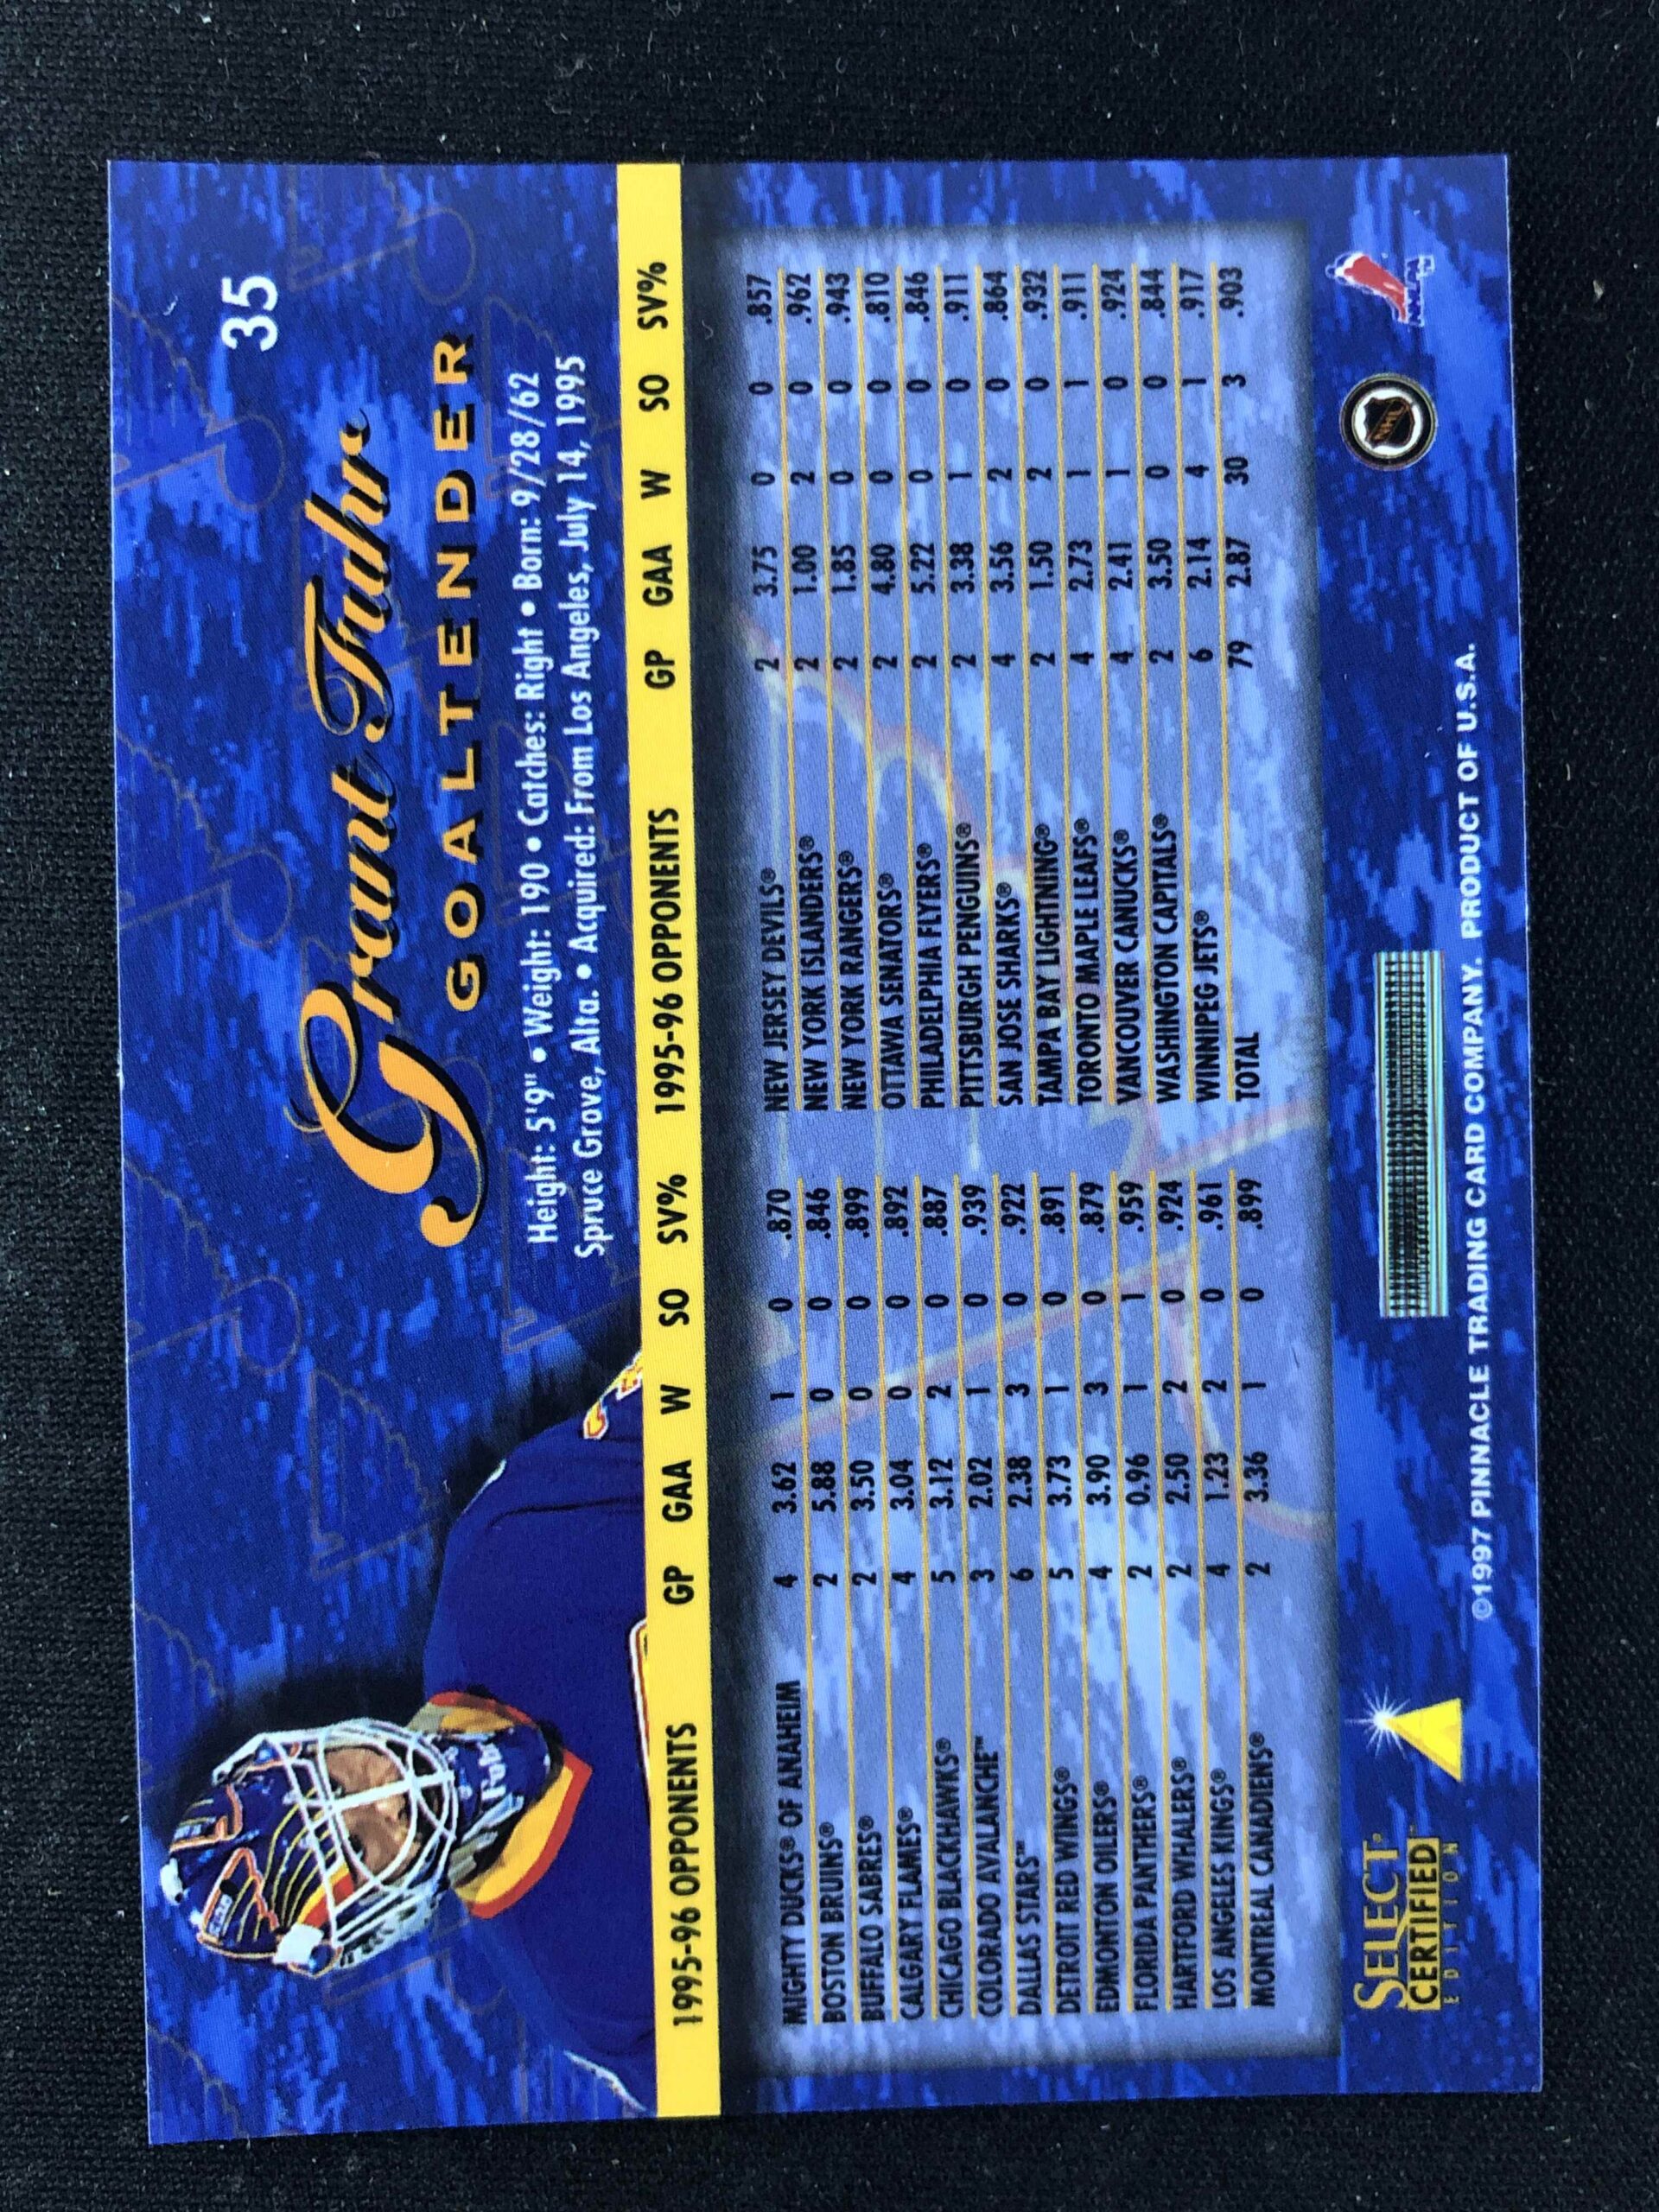 35
Grant Fuhr
GOALTENDER
Height: 5'9" • Weight: 190 • Catches: Right • Born: 9/28/62
Spruce Grove, Alta. • Acquired: From Los Angeles, July 14, 1995
1995-96 OPPONENTS GP GAA W SO SV% 1995-96 OPPONENTS GP GAA W SO SV%
MIGHTY DUCKS® OF ANAHEIM 4 3.62 1 0 .870 NEW JERSEY DEVILS® 2 3.75 0 0 .857
BOSTON BRUINS® 2 5.88 0 0 .846 NEW YORK ISLANDERS® 2 1.00 2 0 .962
BUFFALO SABRES® 2 3.50 0 0 .899 NEW YORK RANGERS® 2 1.85 0 0 .943
CALGARY FLAMES® 4 3.04 0 0 .892 OTTAWA SENATORS® 2 4.80 0 0 .810
CHICAGO BLACKHAWKS® 5 3.12 2 0 .887 PHILADELPHIA FLYERS® 2 5.22 0 0 .846
COLORADO AVALANCHE™ 3 2.02 1 0 .939 PITTSBURGH PENGUINS® 2 3.38 1 0 .911
DALLAS STARS™ 6 2.38 3 0 .922 SAN JOSE SHARKS® 4 3.56 2 0 .864
DETROIT RED WINGS® 5 3.73 1 0 .891 TAMPA BAY LIGHTNING® 2 1.50 2 0 .932
EDMONTON OILERS® 4 3.90 3 0 .879 TORONTO MAPLE LEAFS® 4 2.73 1 1 .911
FLORIDA PANTHERS® 2 0.96 1 1 .959 VANCOUVER CANUCKS® 4 2.41 1 0 .924
HARTFORD WHALERS® 2 2.50 2 0 .924 WASHINGTON CAPITALS® 2 3.50 0 0 .844
LOS ANGELES KINGS® 4 1.23 2 0 .961 WINNIPEG JETS® 6 2.14 4 1 .917
MONTREAL CANADIENS® 2 3.36 1 0 .899 TOTAL 79 2.87 30 3 .903
SELECT®
CERTIFIED™
EDITION
NHL
NHLPA
©1997 PINNACLE TRADING CARD COMPANY. PRODUCT OF U.S.A.